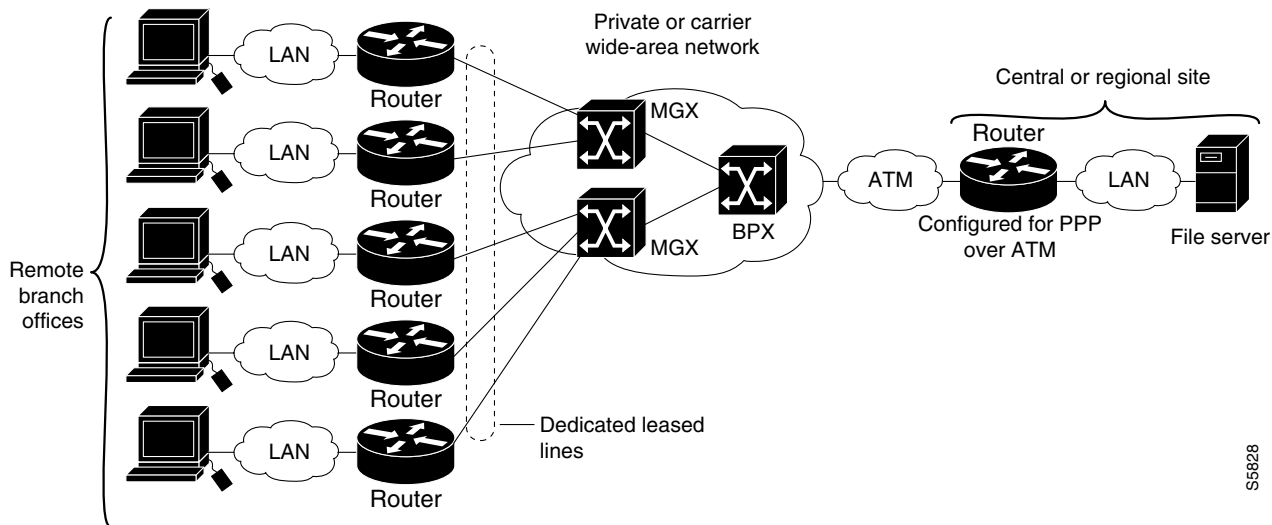 Private or carrier
wide-area network
Central or regional site
Remote
branch
offices
LAN
Router
LAN
Router
LAN
Router
LAN
Router
LAN
Router
Dedicated leased
lines
MGX
MGX
BPX
ATM
Router
Configured for PPP
over ATM
LAN
File server
S5828